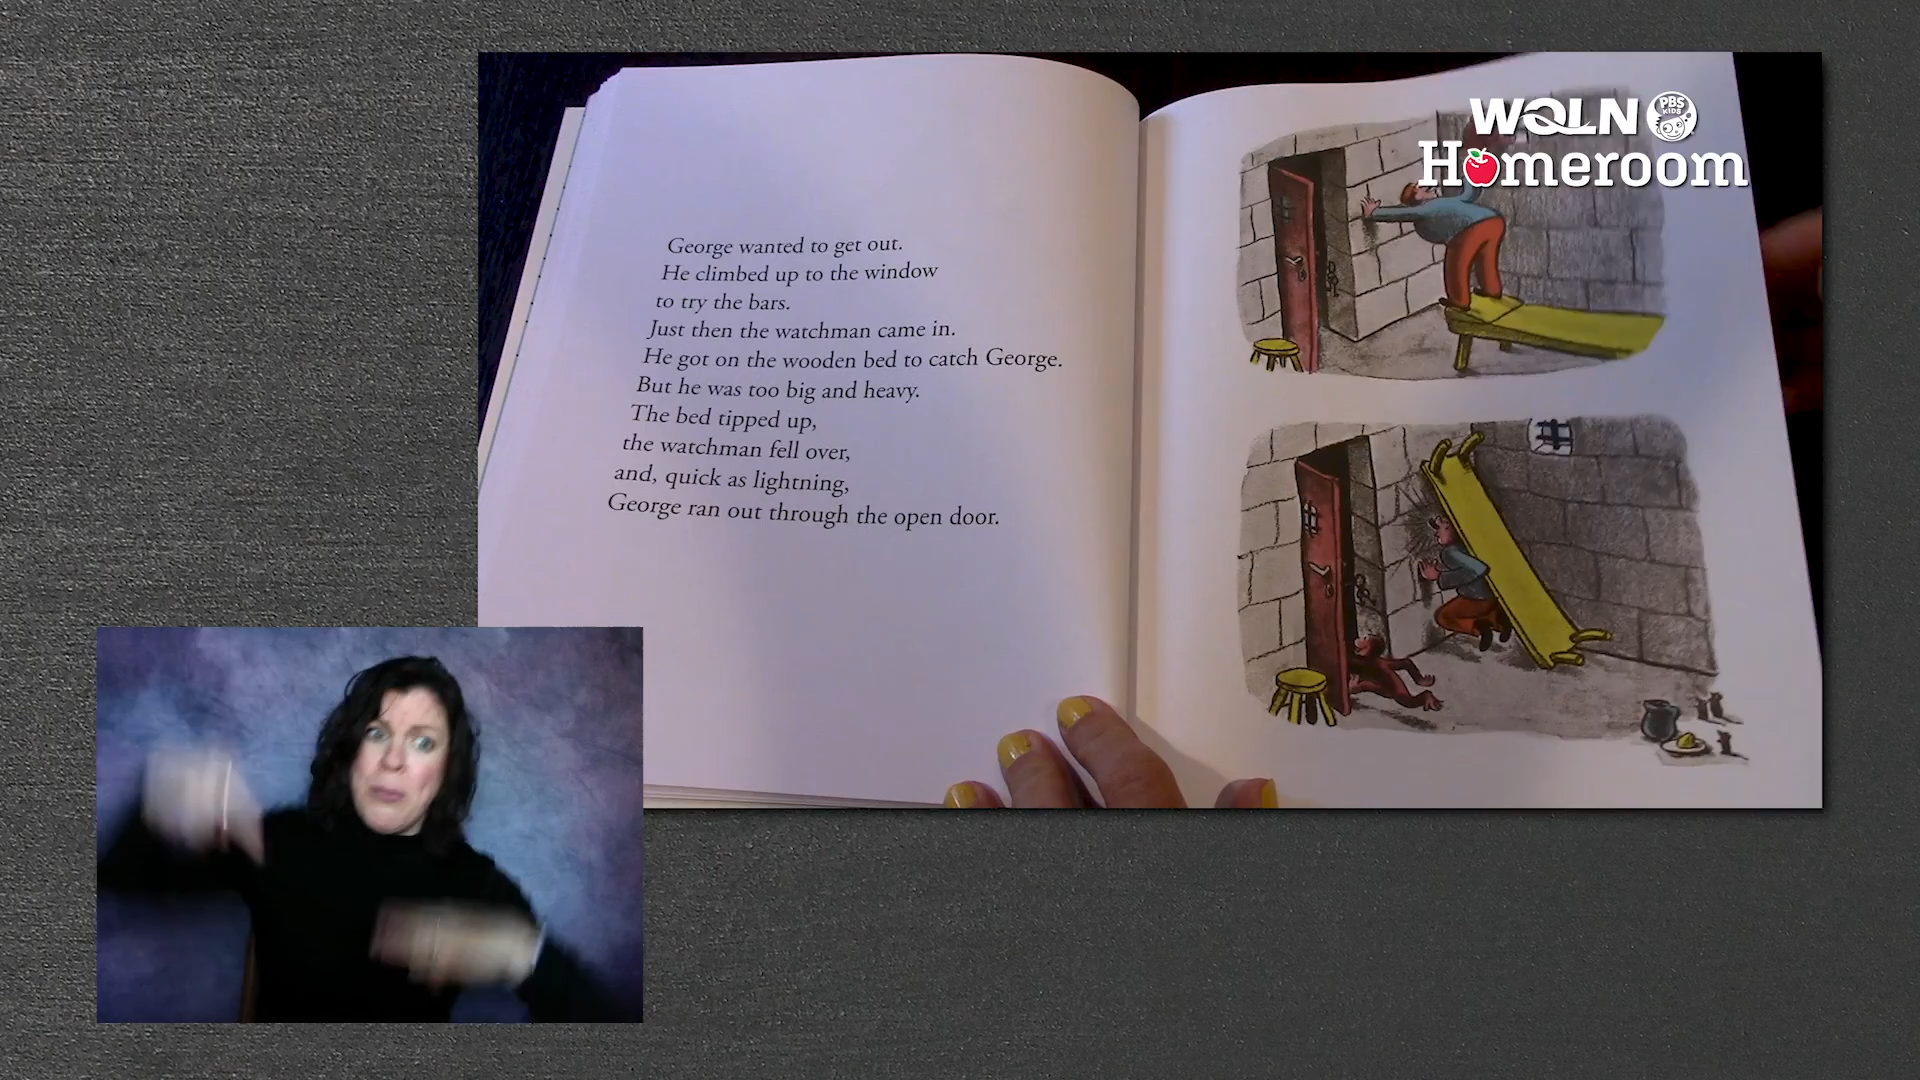 WQLN
PBS
KIDS
Homeroom
George wanted to get out.
He climbed up to the window
to try the bars.
Just then the watchman came in.
He got on the wooden bed to catch George.
But he was too big and heavy.
The bed tipped up,
the watchman fell over,
and, quick as lightning,
George ran out through the open door.